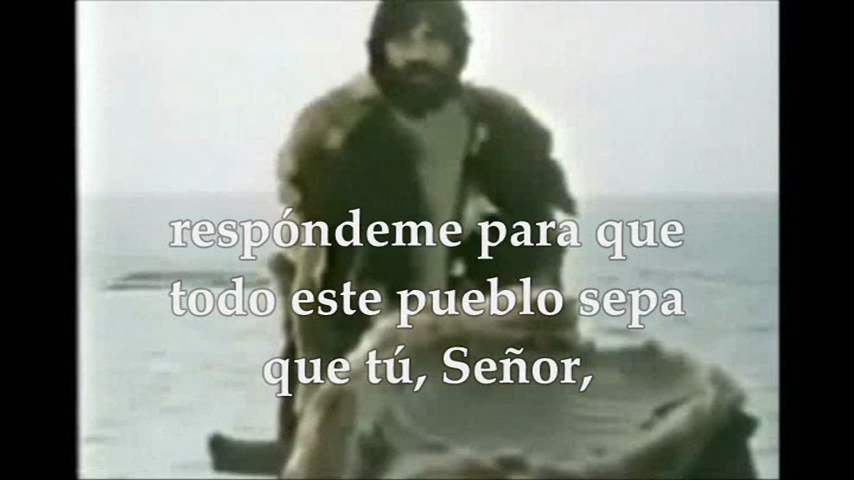 respóndeme para que
todo este pueblo sepa
que tú, Señor,